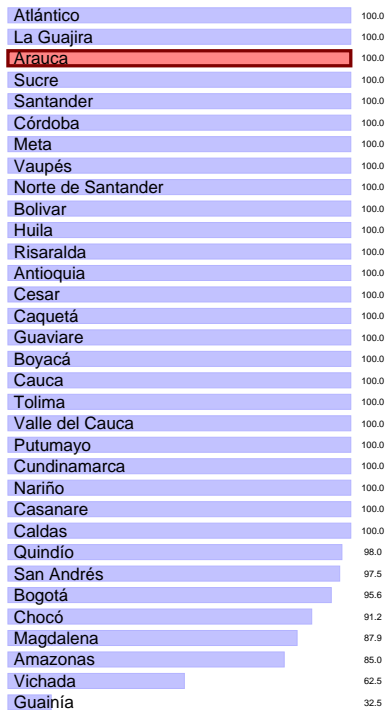 Atlántico 100.0
La Guajira 100.0
Arauca 100.0
Sucre 100.0
Santander 100.0
Córdoba 100.0
Meta 100.0
Vaupés 100.0
Norte de Santander 100.0
Bolivar 100.0
Huila 100.0
Risaralda 100.0
Antioquia 100.0
Cesar 100.0
Caquetá 100.0
Guaviare 100.0
Boyacá 100.0
Cauca 100.0
Tolima 100.0
Valle del Cauca 100.0
Putumayo 100.0
Cundinamarca 100.0
Nariño 100.0
Casanare 100.0
Caldas 100.0
Quindío 98.0
San Andrés 97.5
Bogotá 95.6
Chocó 91.2
Magdalena 87.9
Amazonas 85.0
Vichada 62.5
Guainía 32.5